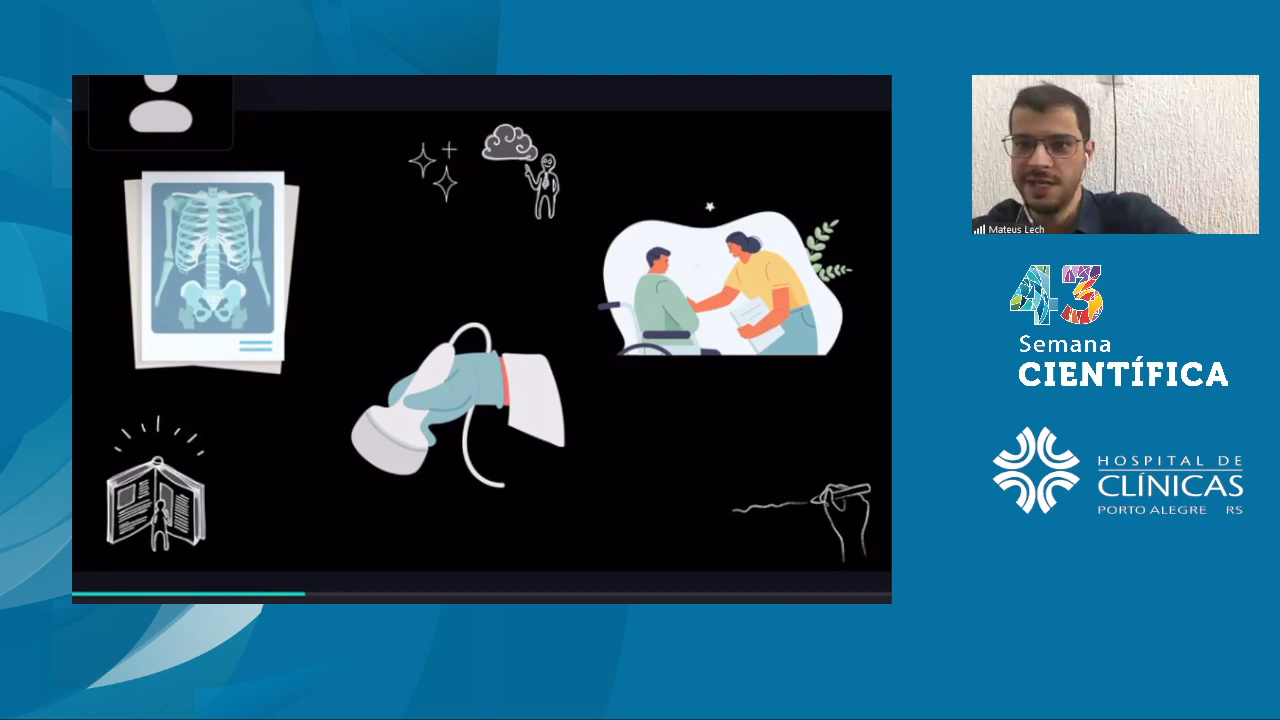 Mateus Lech
43
Semana
CIENTÍFICA
HOSPITAL DE
CLÍNICAS
PORTO ALEGRE RS